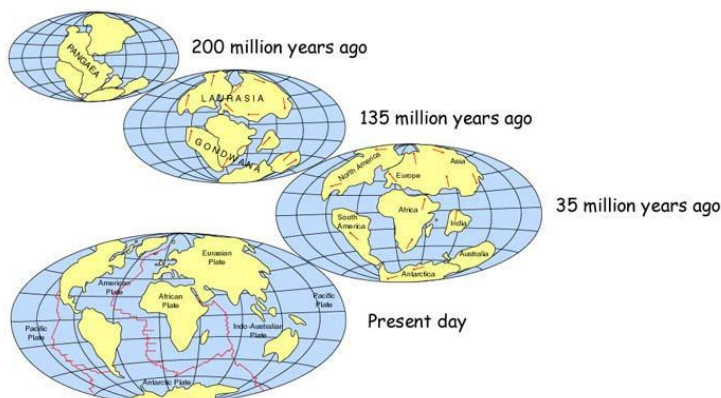 PANGAEA
200 million years ago
LAURASIA
GONDWANA
135 million years ago
North America
Asia
Europe
Africa
South
America
India
Australia
Antarctica
35 million years ago
Eurasian
Plate
American
Plate
African
Plate
Pacific
Plate
Pacific
Plate
Indo-Australian
Plate
Antarctic Plate
Present day